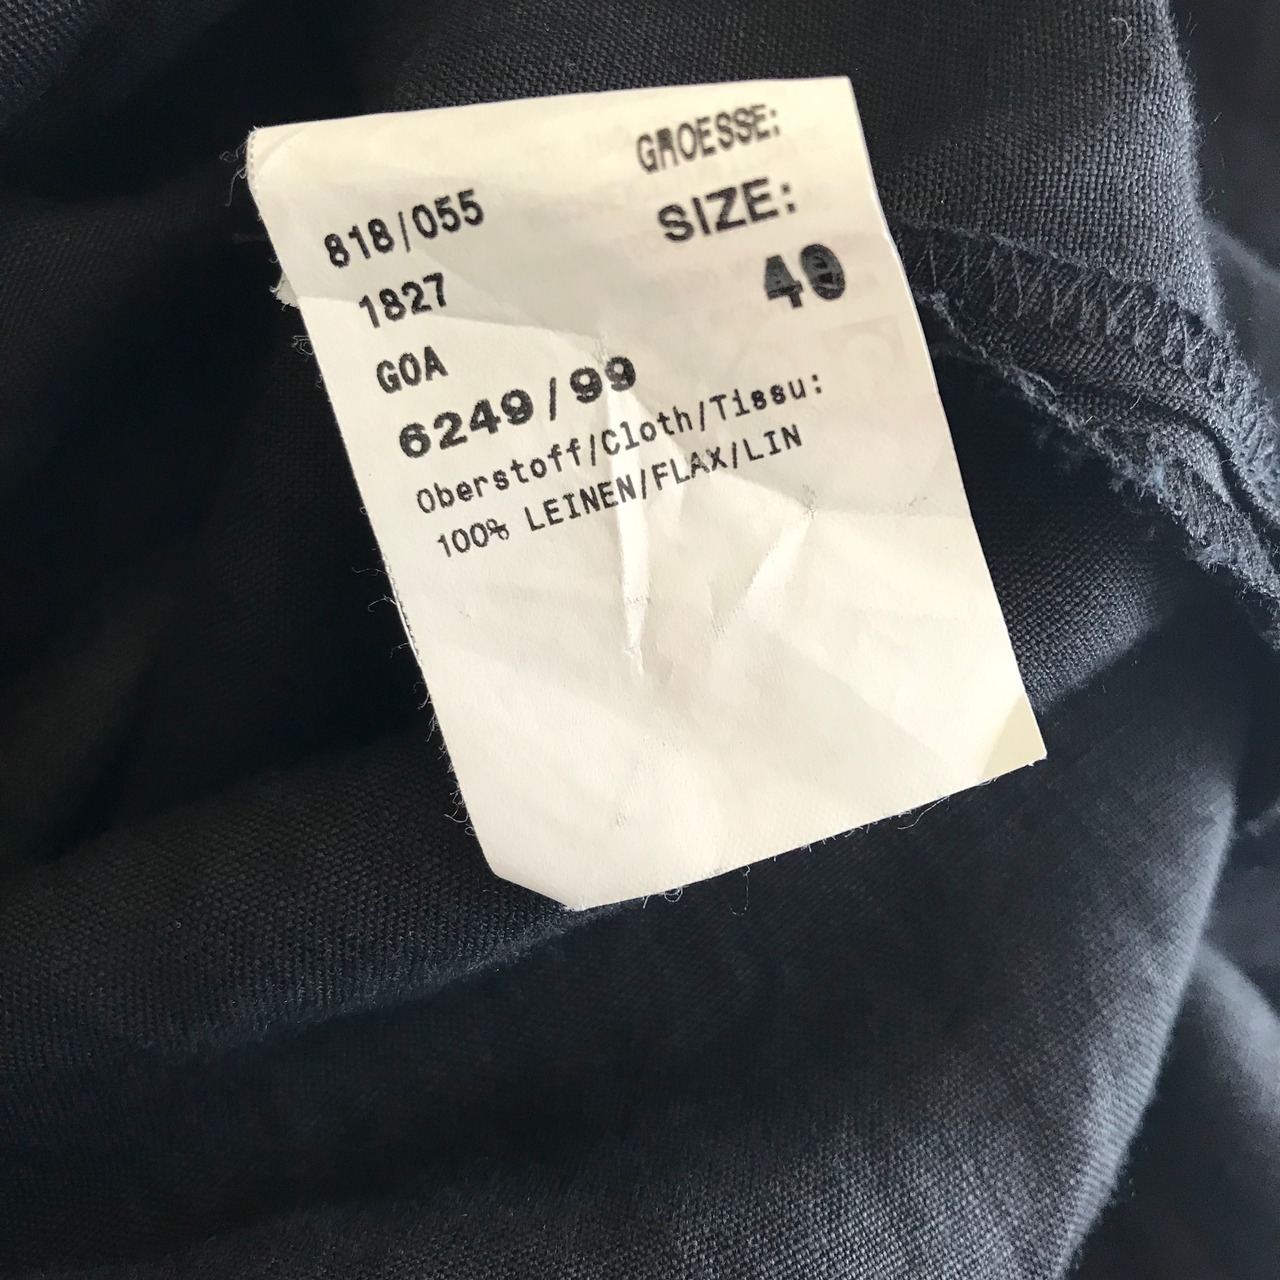 GROESSE:
818/055 SIZE:
1827 40
GOA
6249/99
Oberstoff/Cloth/Tissu:
100% LEINEN/FLAX/LIN